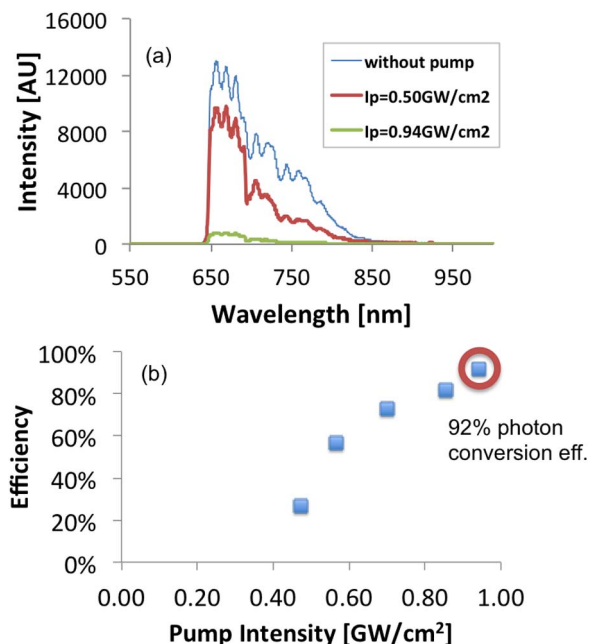 (a)
without pump
Ip=0.50GW/cm2
Ip=0.94GW/cm2
Intensity [AU]
16000
12000
8000
4000
0
550 650 750 850 950
Wavelength [nm]
(b)
92% photon
conversion eff.
Efficiency
100%
80%
60%
40%
20%
0%
0.00 0.20 0.40 0.60 0.80 1.00
Pump Intensity [GW/cm²]